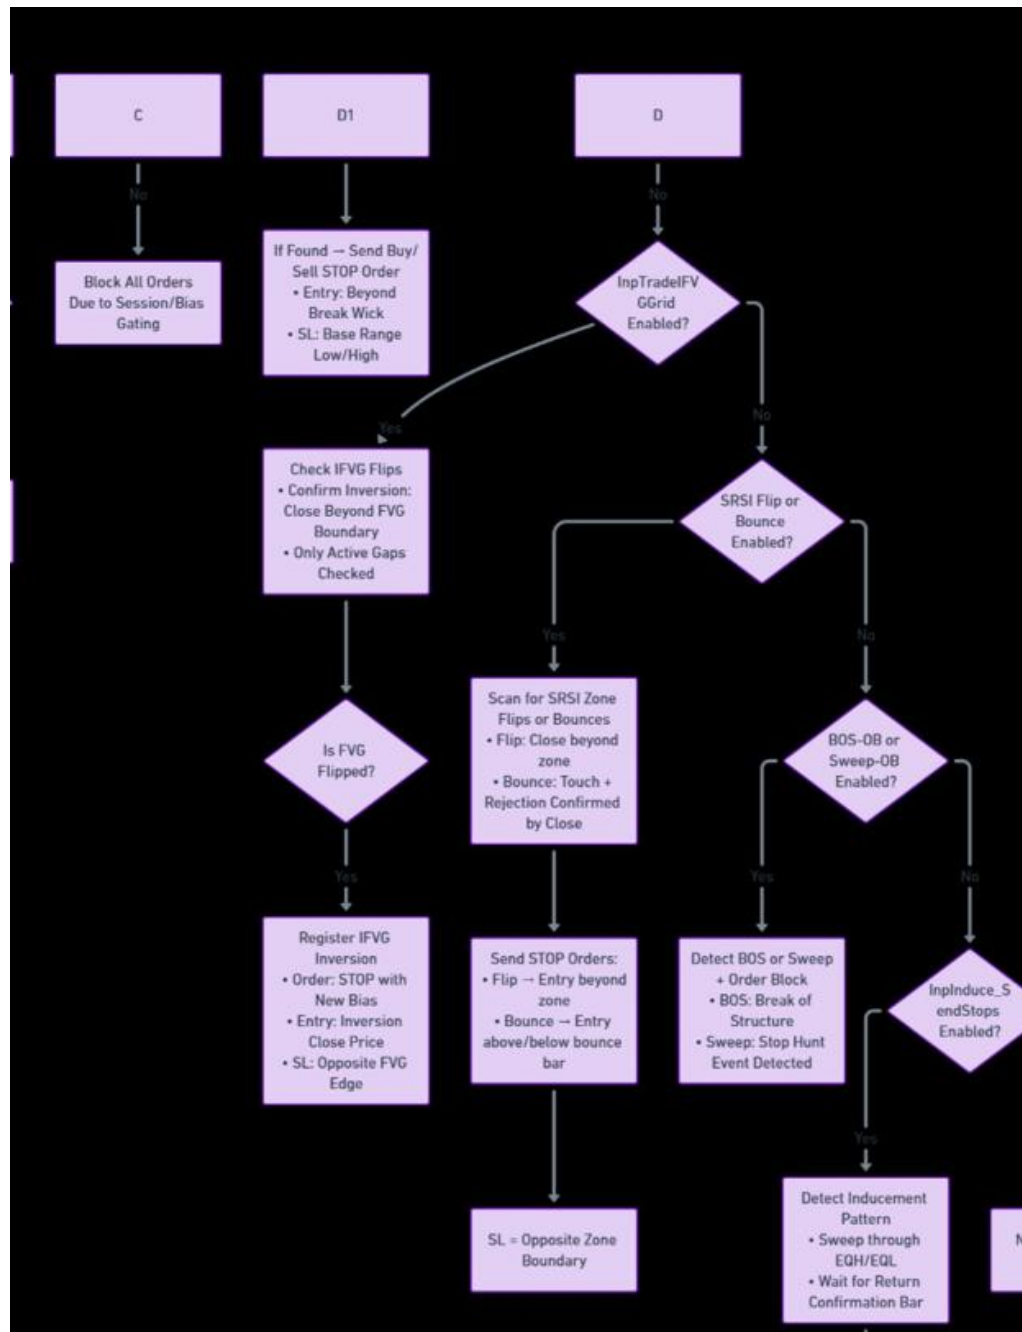 C
D1
D
No
No
If Found → Send Buy/
Sell STOP Order
• Entry: Beyond
Break Wick
• SL: Base Range
Low/High
Block All Orders
Due to Session/Bias
Gating
InpTradeIFV
GGrid
Enabled?
Yes
No
Check IFVG Flips
• Confirm Inversion:
Close Beyond FVG
Boundary
• Only Active Gaps
Checked
SRSI Flip or
Bounce
Enabled?
Yes
No
Scan for SRSI Zone
Flips or Bounces
• Flip: Close beyond
zone
• Bounce: Touch +
Rejection Confirmed
by Close
Is FVG
Flipped?
BOS-OB or
Sweep-OB
Enabled?
Yes
Yes
No
Register IFVG
Inversion
• Order: STOP with
New Bias
• Entry: Inversion
Close Price
• SL: Opposite FVG
Edge
Send STOP Orders:
• Flip → Entry beyond
zone
• Bounce → Entry
above/below bounce
bar
Detect BOS or Sweep
+ Order Block
• BOS: Break of
Structure
• Sweep: Stop Hunt
Event Detected
InpInduce_S
endStops
Enabled?
Yes
SL = Opposite Zone
Boundary
Detect Inducement
Pattern
• Sweep through
EQH/EQL
• Wait for Return
Confirmation Bar